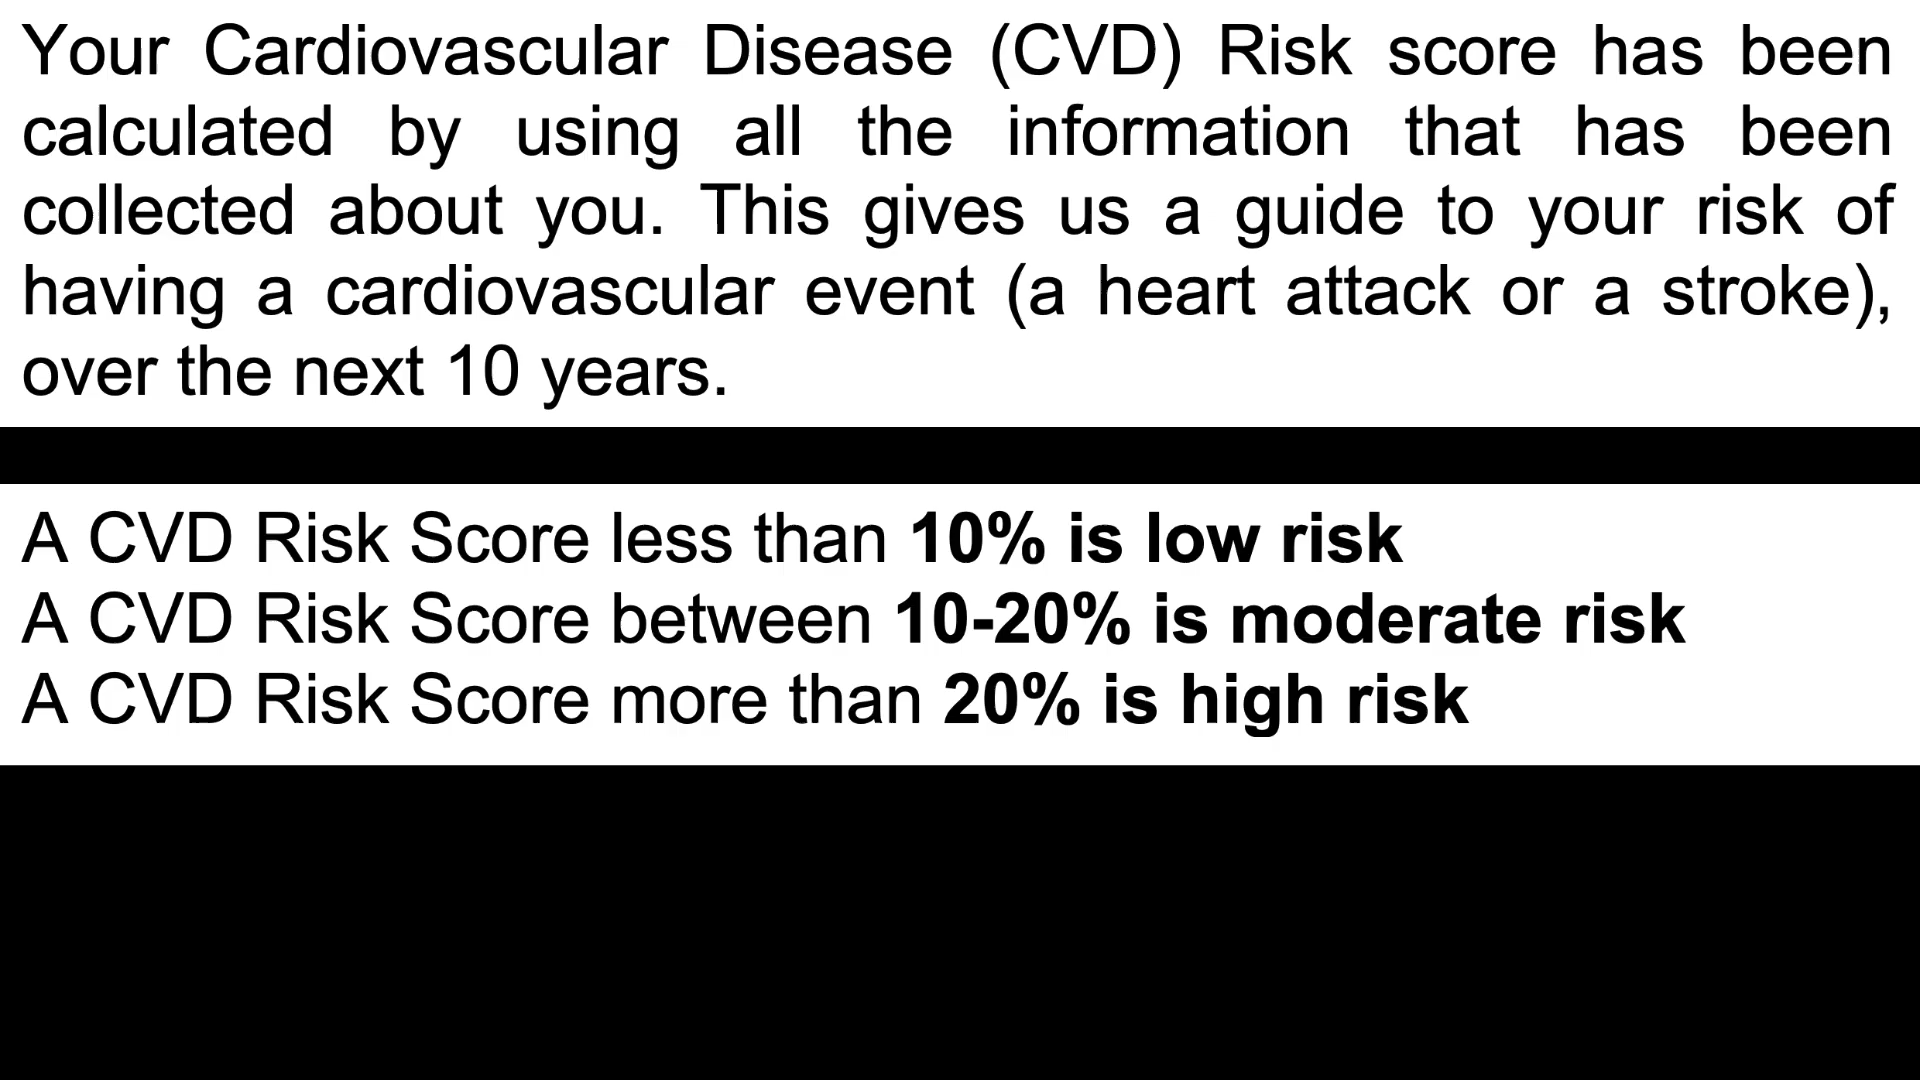 Your Cardiovascular Disease (CVD) Risk score has been
calculated by using all the information that has been
collected about you. This gives us a guide to your risk of
having a cardiovascular event (a heart attack or a stroke),
over the next 10 years.
A CVD Risk Score less than 10% is low risk
A CVD Risk Score between 10-20% is moderate risk
A CVD Risk Score more than 20% is high risk